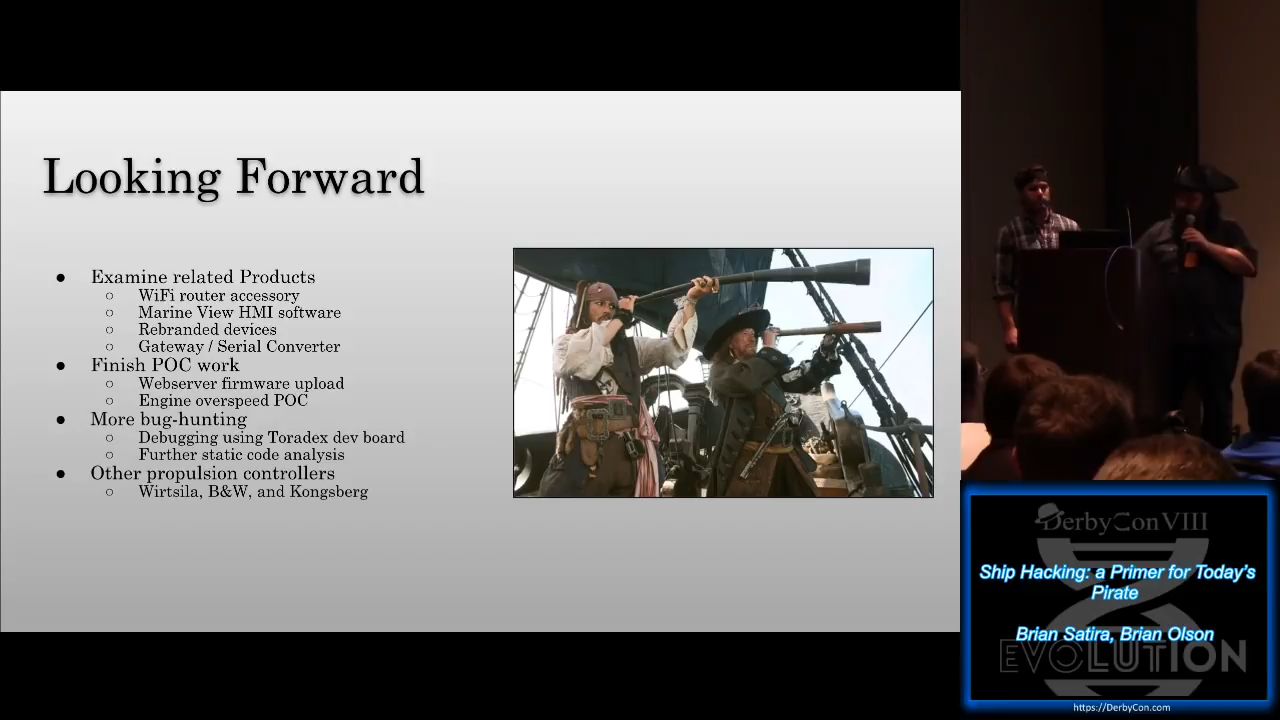 Looking Forward
● Examine related Products
○ WiFi router accessory
○ Marine View HMI software
○ Rebranded devices
○ Gateway / Serial Converter
● Finish POC work
○ Webserver firmware upload
○ Engine overspeed POC
● More bug-hunting
○ Debugging using Toradex dev board
○ Further static code analysis
● Other propulsion controllers
○ Wirtsila, B&W, and Kongsberg
DerbyCon VIII
Ship Hacking: a Primer for Today's
Pirate
Brian Satira, Brian Olson
EVOLUTION
https://DerbyCon.com